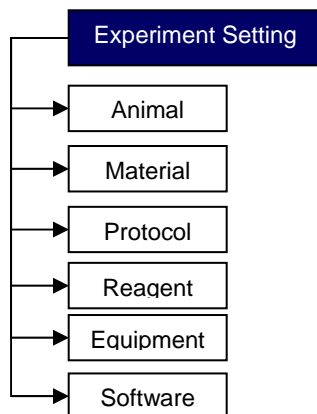 Experiment Setting
Animal
Material
Protocol
Reagent
Equipment
Software